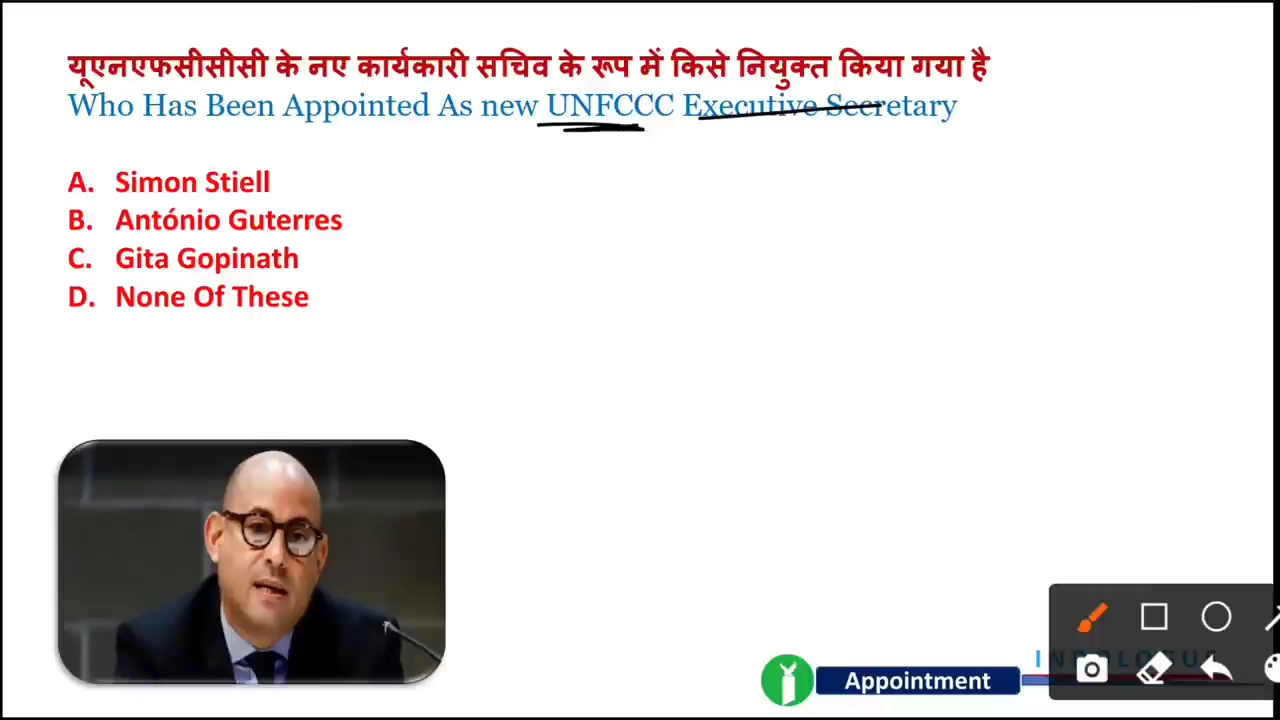 यूएनएफसीसीसी के नए कार्यकारी सचिव के रूप में किसे नियुक्त किया गया है
Who Has Been Appointed As new UNFCCC Executive Secretary
A. Simon Stiell
B. António Guterres
C. Gita Gopinath
D. None Of These
Appointment